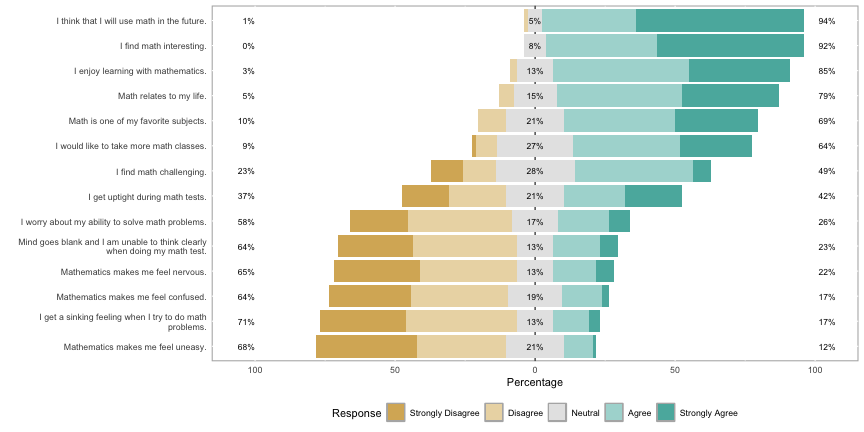 I think that I will use math in the future. 1% 5% 94%
I find math interesting. 0% 8% 92%
I enjoy learning with mathematics. 3% 13% 85%
Math relates to my life. 5% 15% 79%
Math is one of my favorite subjects. 10% 21% 69%
I would like to take more math classes. 9% 27% 64%
I find math challenging. 23% 28% 49%
I get uptight during math tests. 37% 21% 42%
I worry about my ability to solve math problems. 58% 17% 26%
Mind goes blank and I am unable to think clearly
when doing my math test. 64% 13% 23%
Mathematics makes me feel nervous. 65% 13% 22%
Mathematics makes me feel confused. 64% 19% 17%
I get a sinking feeling when I try to do math
problems. 71% 13% 17%
Mathematics makes me feel uneasy. 68% 21% 12%
100 50 0 50 100
Percentage
Response Strongly Disagree Disagree Neutral Agree Strongly Agree